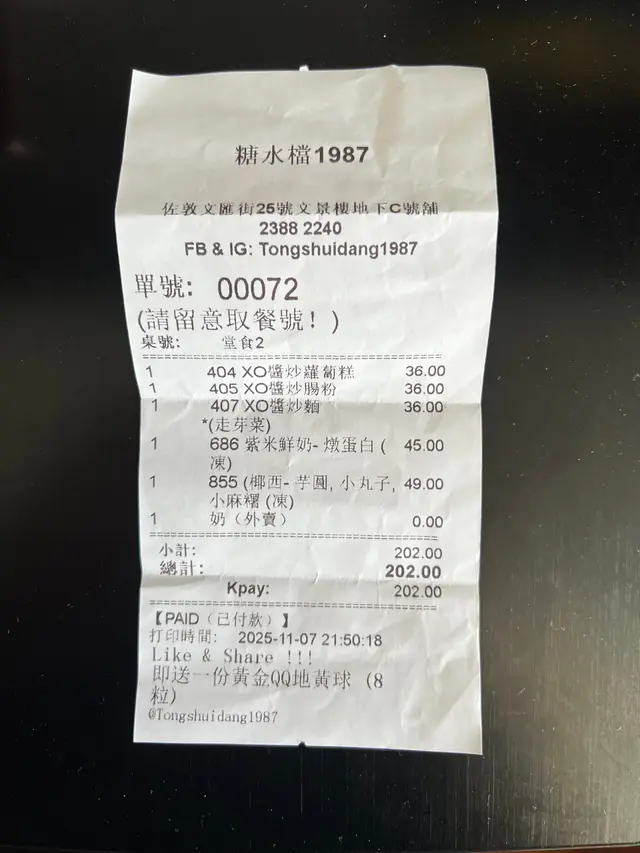 糖水檔1987
佐敦文匯街25號文景樓地下C號舖
2388 2240
FB & IG: Tongshuidang1987
單號: 00072
(請留意取餐號! )
桌號: 堂食2
1 404 XO醬炒蘿蔔糕 36.00
1 405 XO醬炒腸粉 36.00
1 407 XO醬炒麵 36.00
*(走芽菜)
1 686 紫米鮮奶- 燉蛋白 ( 45.00
凍)
1 855 (椰西- 芋圓, 小丸子, 49.00
小麻糬 (凍)
1 奶（外賣） 0.00
小計: 202.00
總計: 202.00
Kpay: 202.00
【PAID（已付款）】
打印時間: 2025-11-07 21:50:18
Like & Share !!!
即送一份黃金QQ地黃球 (8
粒)
@Tongshuidang1987